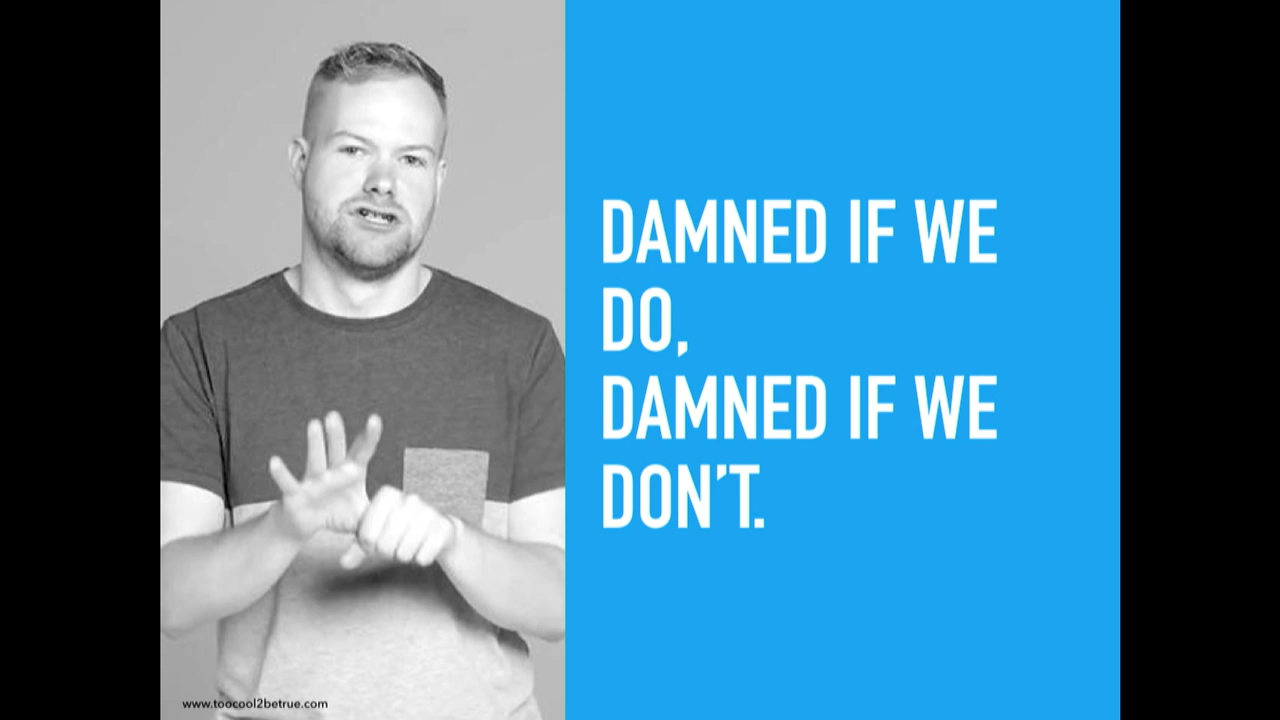 DAMNED IF WE
DO,
DAMNED IF WE
DON'T.
www.toocool2betrue.com